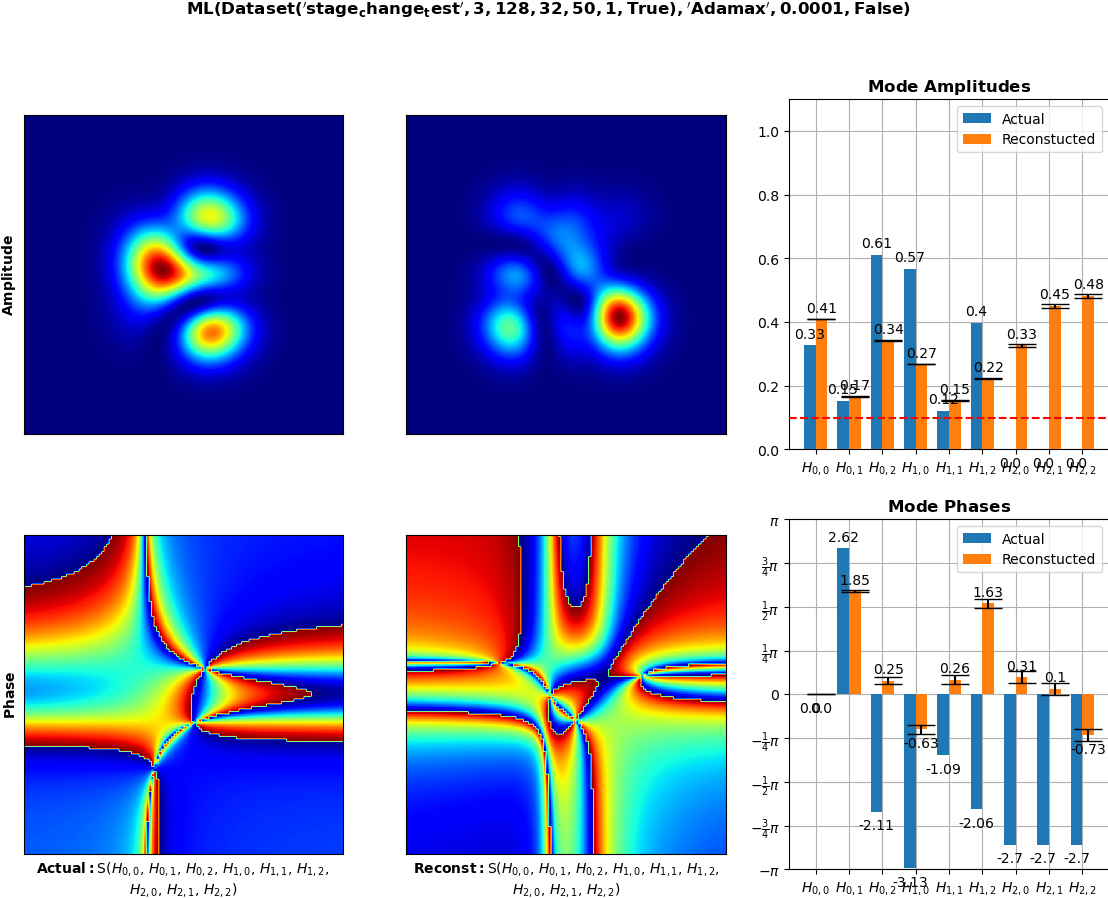 ML(Dataset('stage_change_test', 3, 128, 32, 50, 1, True), 'Adamax', 0.0001, False)
Amplitude
Mode Amplitudes
Actual
Reconstucted
1.0
0.8
0.6
0.4
0.2
0.0
0.33 0.41
0.15 0.17
0.61 0.34
0.57 0.27
0.12 0.15
0.4 0.22
0.0 0.33
0.0 0.45
0.0 0.48
H0,0 H0,1 H0,2 H1,0 H1,1 H1,2 H2,0 H2,1 H2,2
Phase
Actual: S(H0,0, H0,1, H0,2, H1,0, H1,1, H1,2,
H2,0, H2,1, H2,2)
Reconst: S(H0,0, H0,1, H0,2, H1,0, H1,1, H1,2,
H2,0, H2,1, H2,2)
Mode Phases
Actual
Reconstucted
π
3/4π
1/2π
1/4π
0
−1/4π
−1/2π
−3/4π
−π
0.0 0.0
2.62 1.85
-2.11 0.25
-3.13 -0.63
-1.09 0.26
-2.06 1.63
-2.7 0.31
-2.7 0.1
-2.7 -0.73
H0,0 H0,1 H0,2 H1,0 H1,1 H1,2 H2,0 H2,1 H2,2